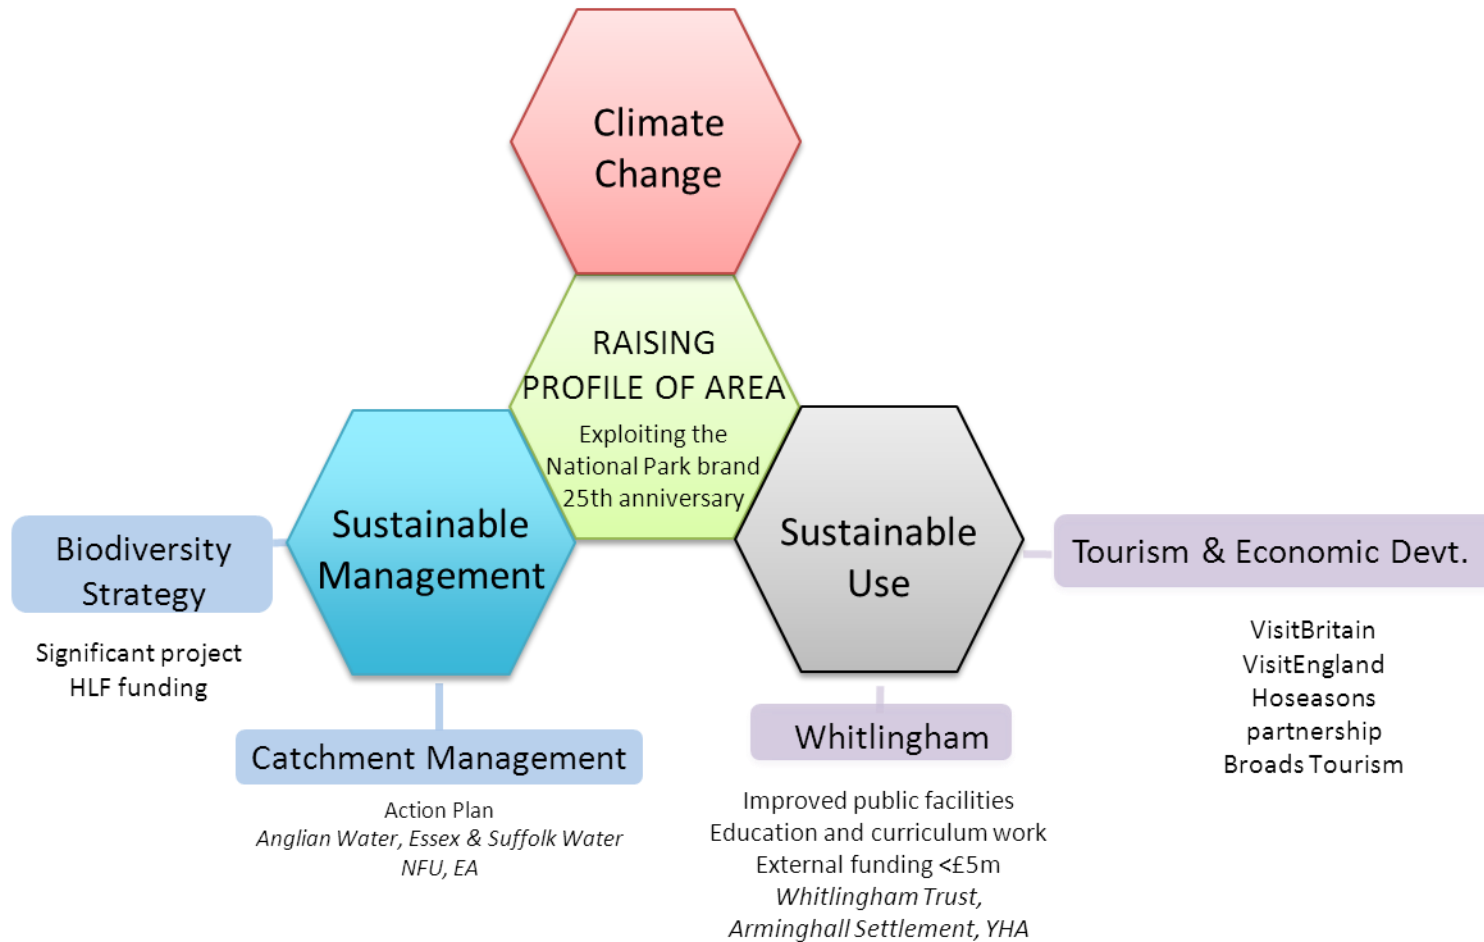 Climate
Change
RAISING
PROFILE OF AREA
Exploiting the
National Park brand
25th anniversary
Sustainable
Management
Sustainable
Use
Biodiversity
Strategy
Significant project
HLF funding
Catchment Management
Action Plan
Anglian Water, Essex & Suffolk Water
NFU, EA
Whitlingham
Improved public facilities
Education and curriculum work
External funding <£5m
Whitlingham Trust,
Arminghall Settlement, YHA
Tourism & Economic Devt.
VisitBritain
VisitEngland
Hoseasons
partnership
Broads Tourism